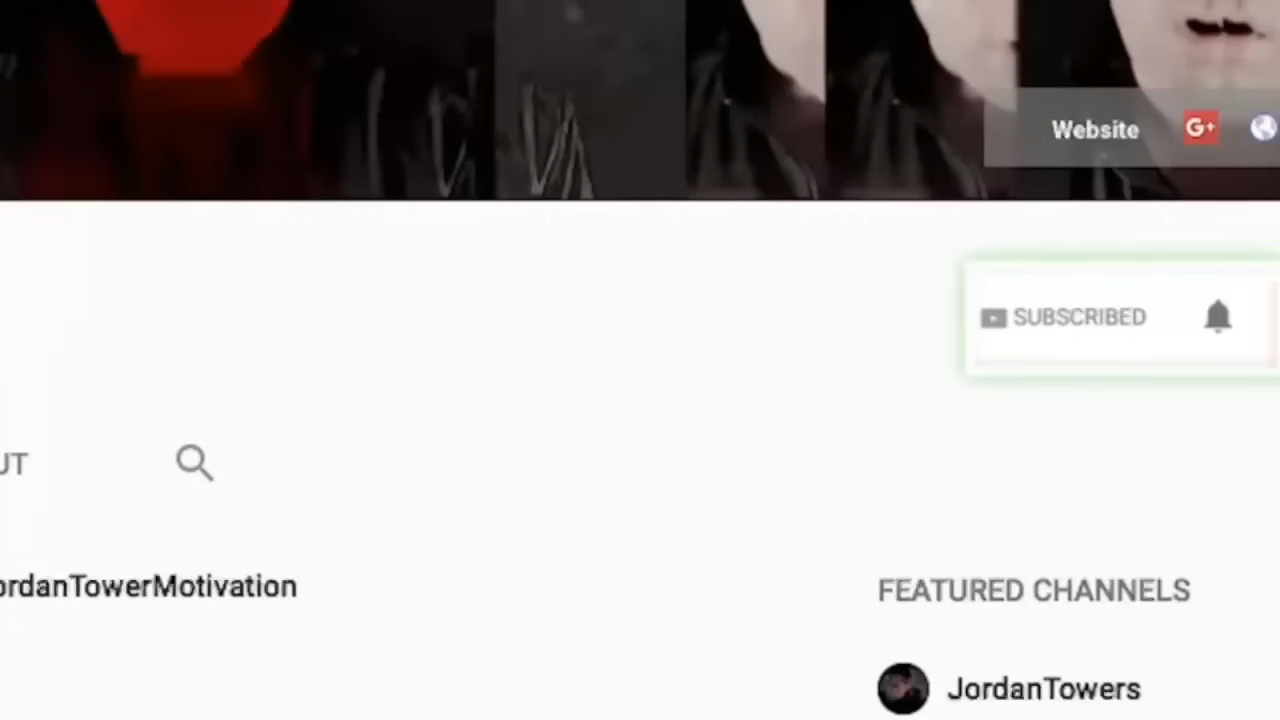 Website G+
SUBSCRIBED
UT
ordanTowerMotivation
FEATURED CHANNELS
JordanTowers